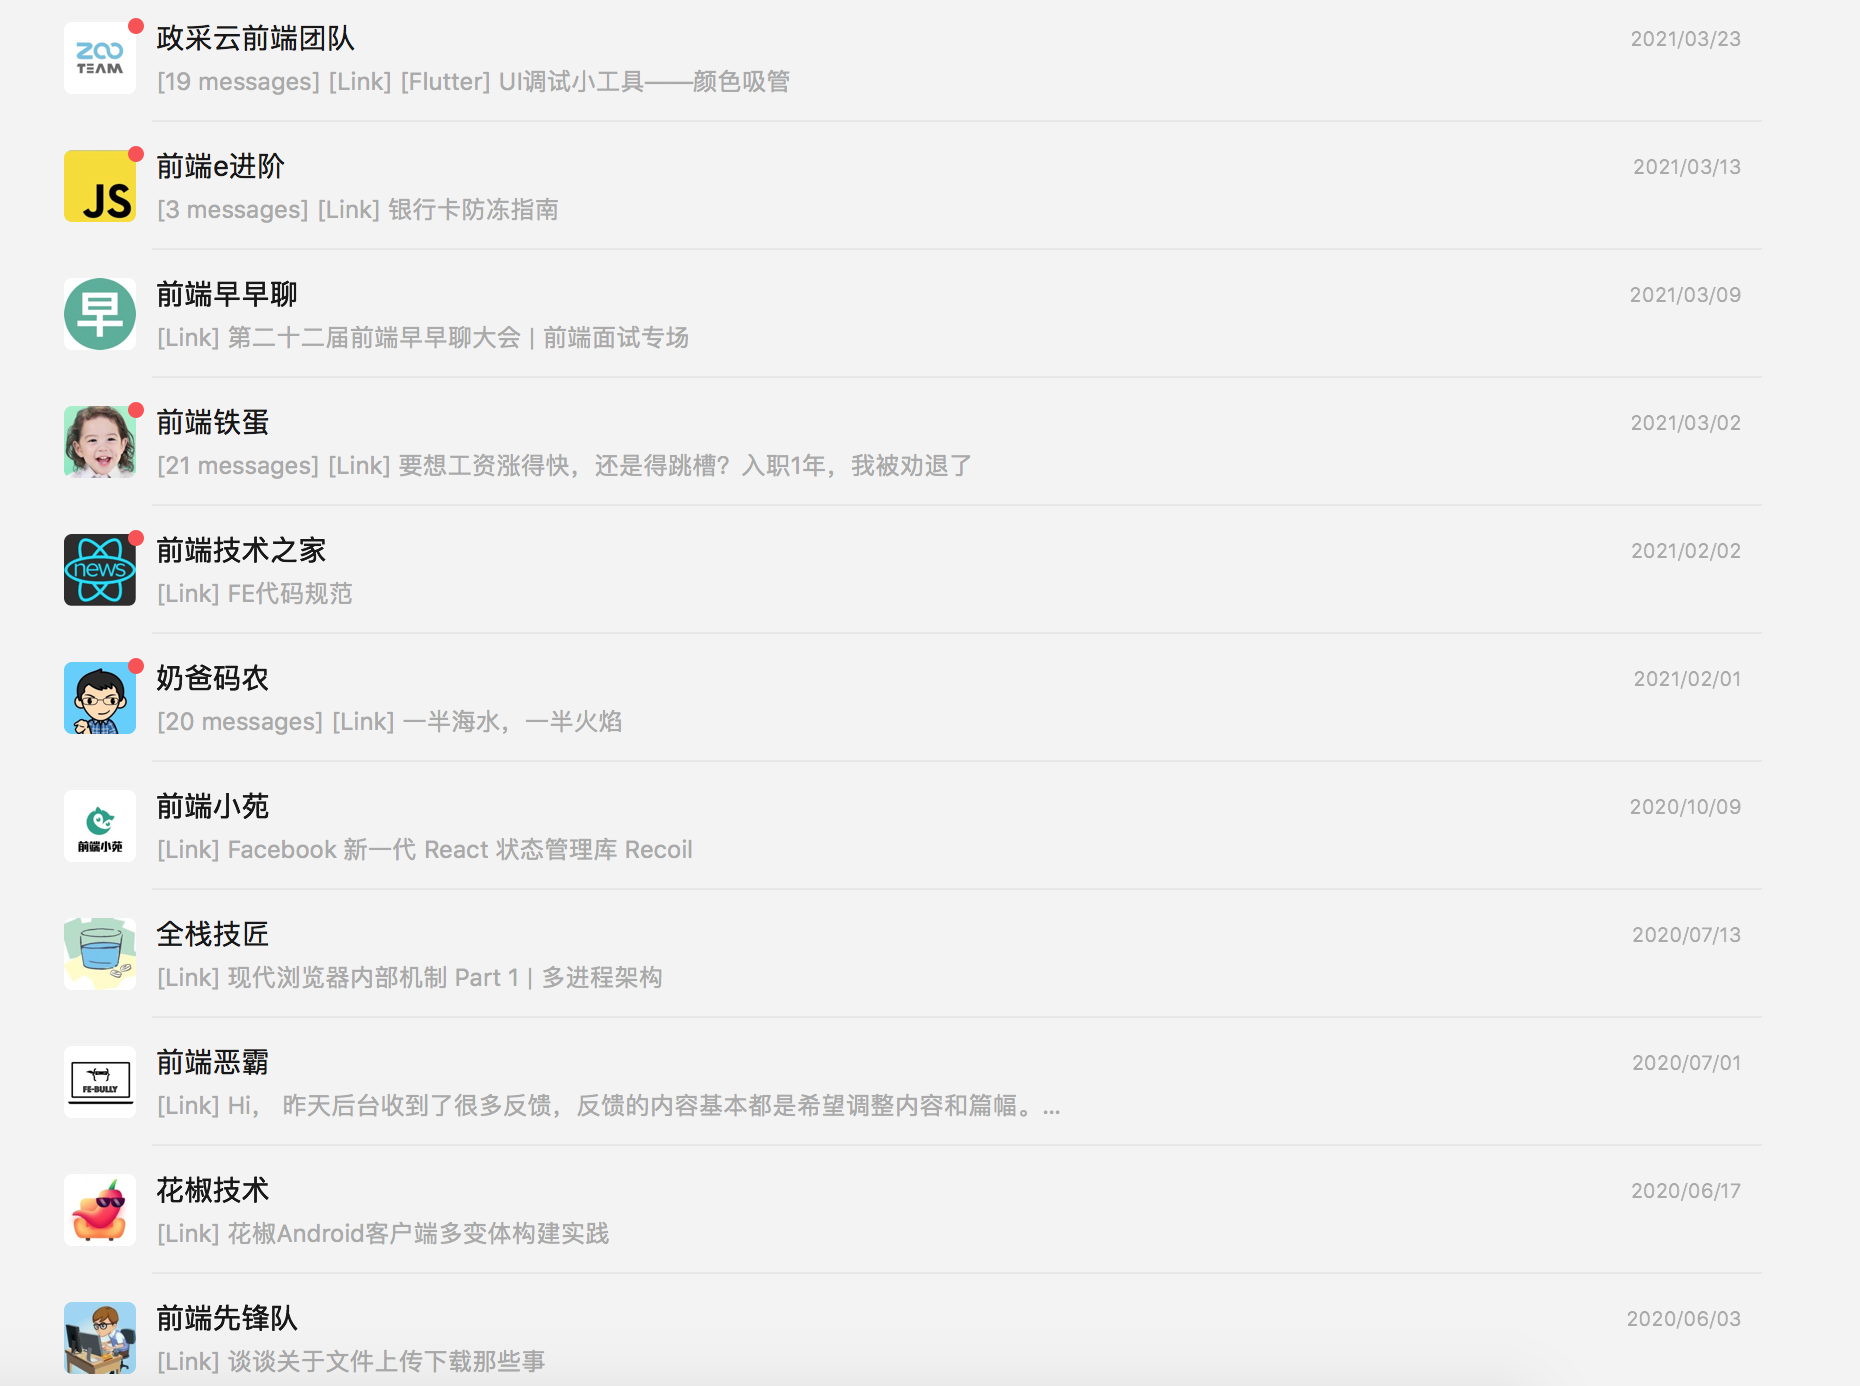 ZOO
TEAM
政采云前端团队
2021/03/23
[19 messages] [Link] [Flutter] UI调试小工具——颜色吸管
JS
前端e进阶
2021/03/13
[3 messages] [Link] 银行卡防冻指南
早
前端早早聊
2021/03/09
[Link] 第二十二届前端早早聊大会 | 前端面试专场
前端铁蛋
2021/03/02
[21 messages] [Link] 要想工资涨得快，还是得跳槽？入职1年，我被劝退了
news
前端技术之家
2021/02/02
[Link] FE代码规范
奶爸码农
2021/02/01
[20 messages] [Link] 一半海水，一半火焰
前端小苑
前端小苑
2020/10/09
[Link] Facebook 新一代 React 状态管理库 Recoil
全栈技匠
2020/07/13
[Link] 现代浏览器内部机制 Part 1 | 多进程架构
FE-BULLY
前端恶霸
2020/07/01
[Link] Hi， 昨天后台收到了很多反馈，反馈的内容基本都是希望调整内容和篇幅。...
花椒技术
2020/06/17
[Link] 花椒Android客户端多变体构建实践
前端先锋队
2020/06/03
[Link] 谈谈关于文件上传下载那些事